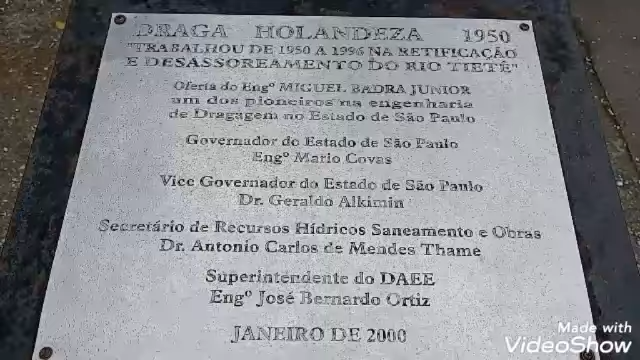 DRAGA HOLANDEZA 1950
"TRABALHOU DE 1950 A 1996 NA RETIFICAÇÃO
E DESASSOREAMENTO DO RIO TIETÊ"
Oferta do Engº MIGUEL BADRA JUNIOR
um dos pioneiros na engenharia
de Dragagem no Estado de São Paulo
Governador do Estado de São Paulo
Engº Mario Covas
Vice Governador do Estado de São Paulo
Dr. Geraldo Alkimin
Secretário de Recursos Hídricos Saneamento e Obras
Dr. Antonio Carlos de Mendes Thame
Superintendente do DAEE
Engº José Bernardo Ortiz
JANEIRO DE 2000
Made with
VideoShow